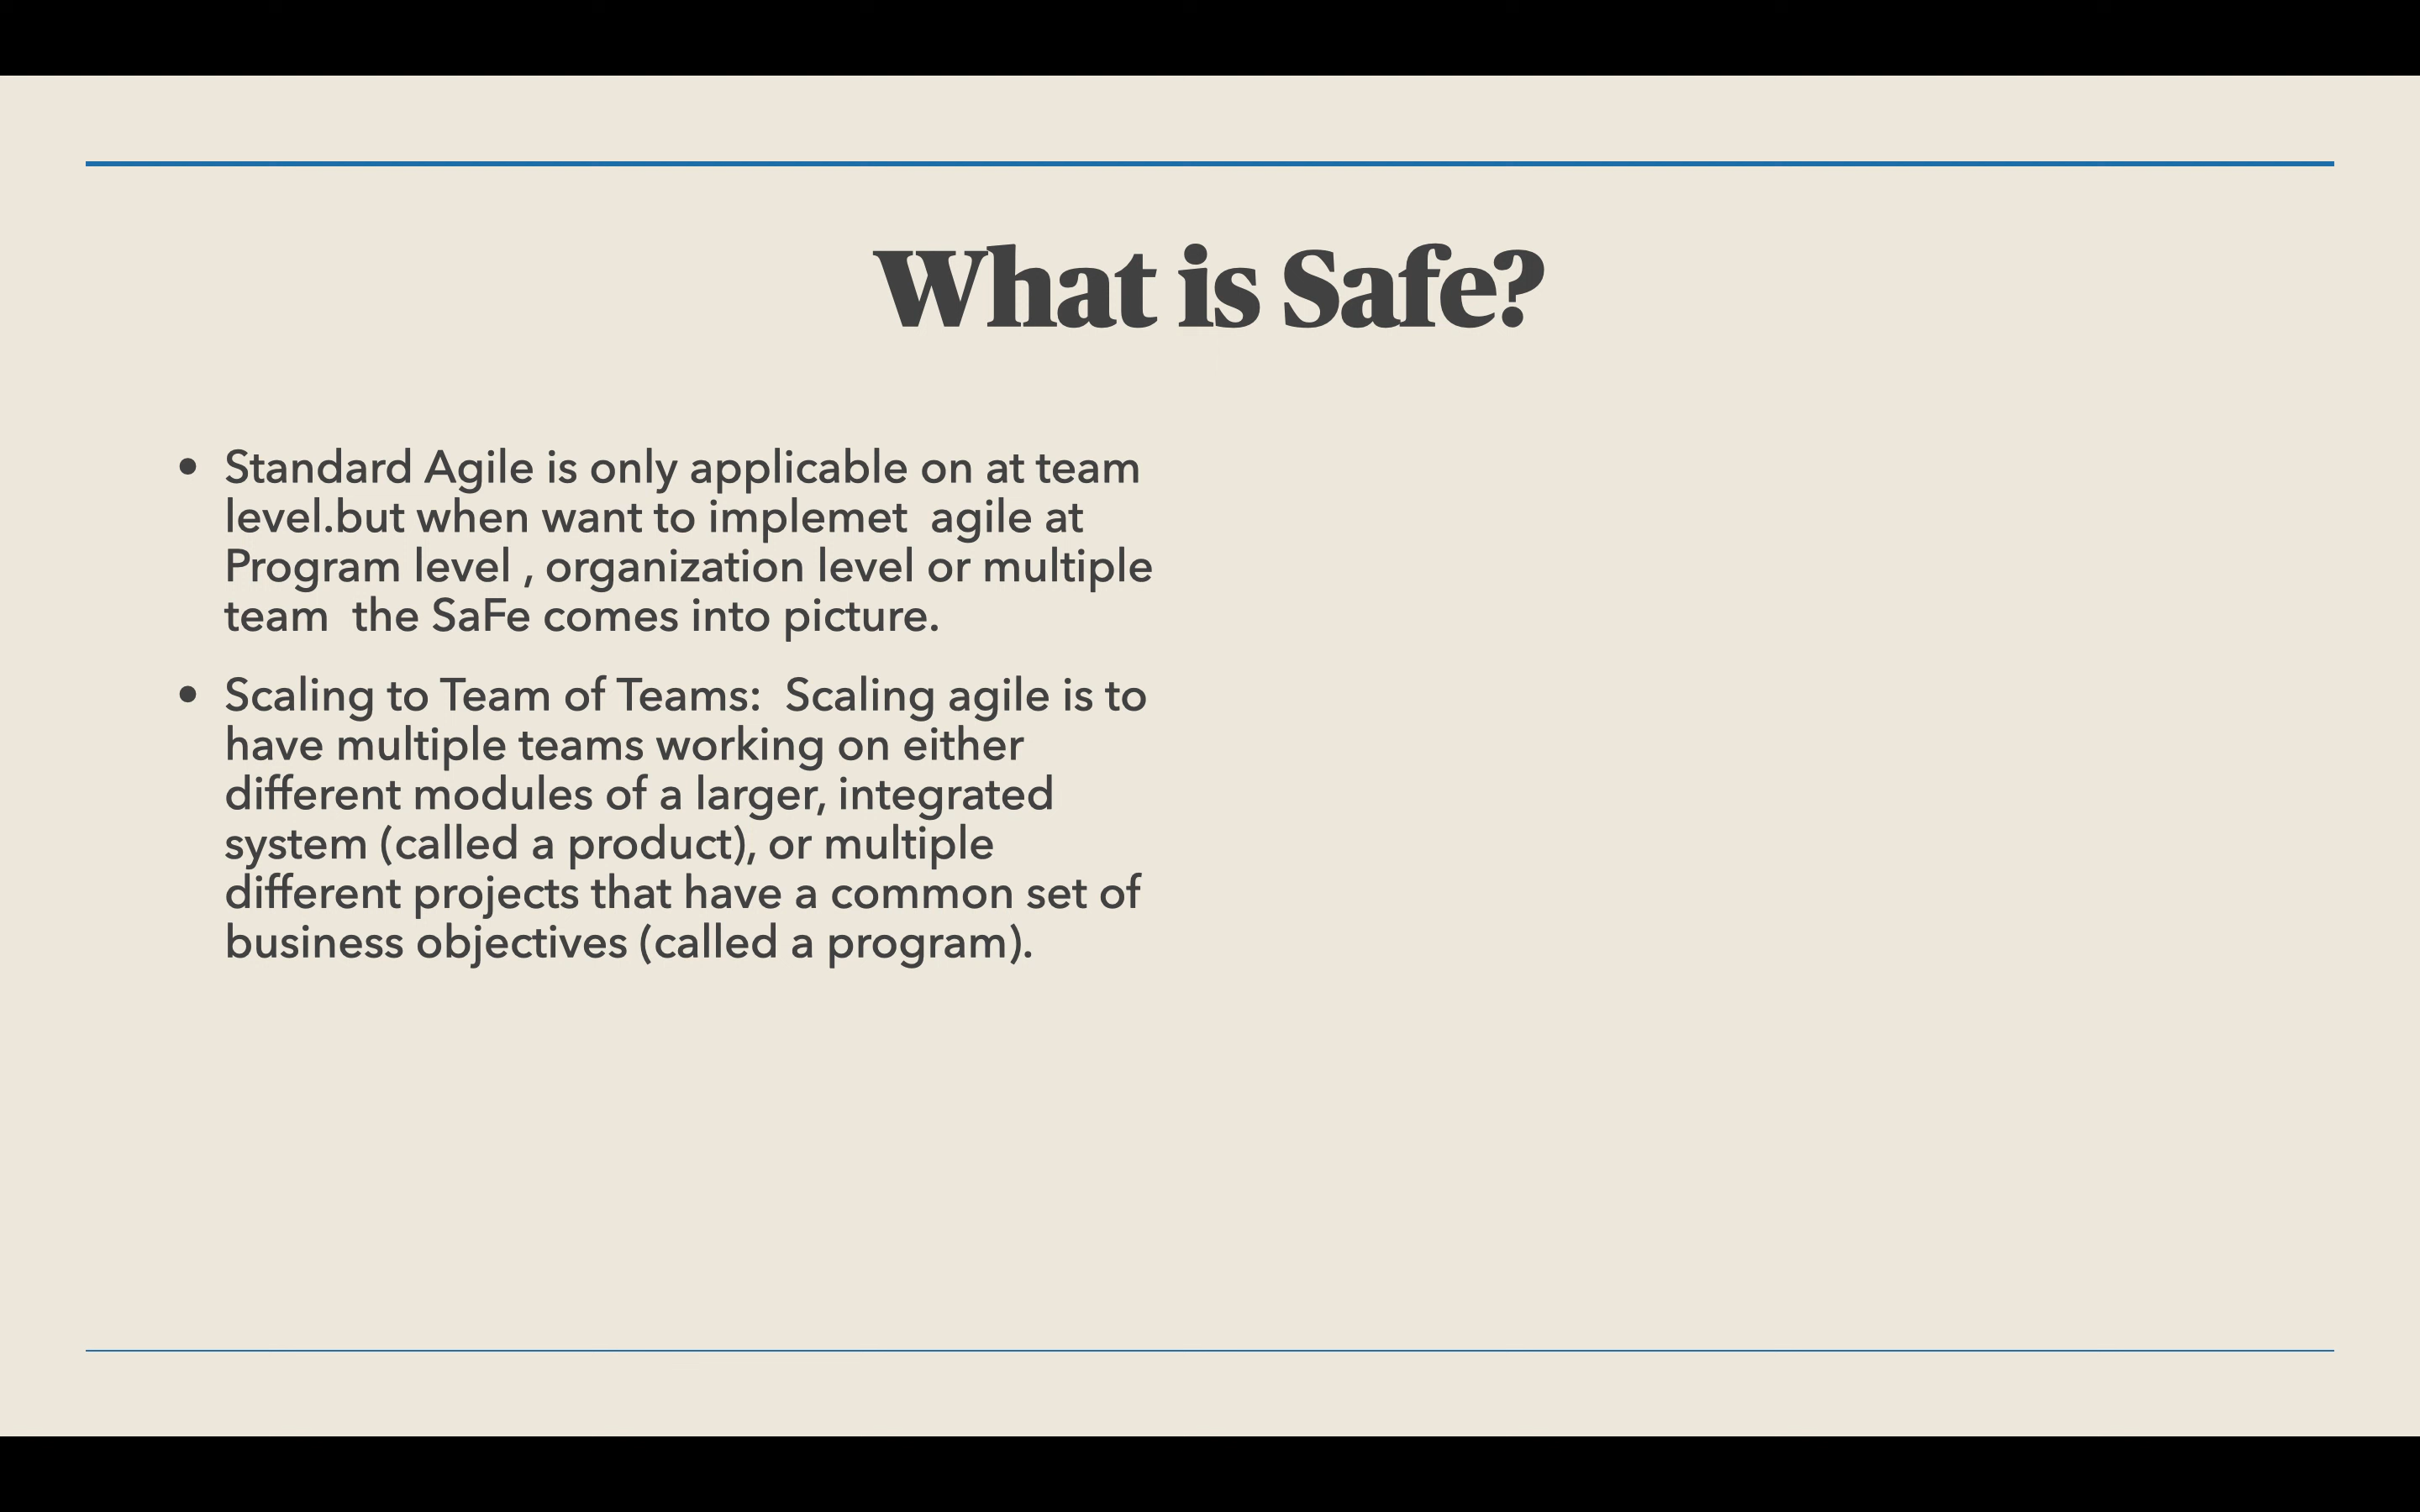 What is Safe?
• Standard Agile is only applicable on at team
level.but when want to implemet  agile at
Program level , organization level or multiple
team  the SaFe comes into picture.
• Scaling to Team of Teams:  Scaling agile is to
have multiple teams working on either
different modules of a larger, integrated
system (called a product), or multiple
different projects that have a common set of
business objectives (called a program).